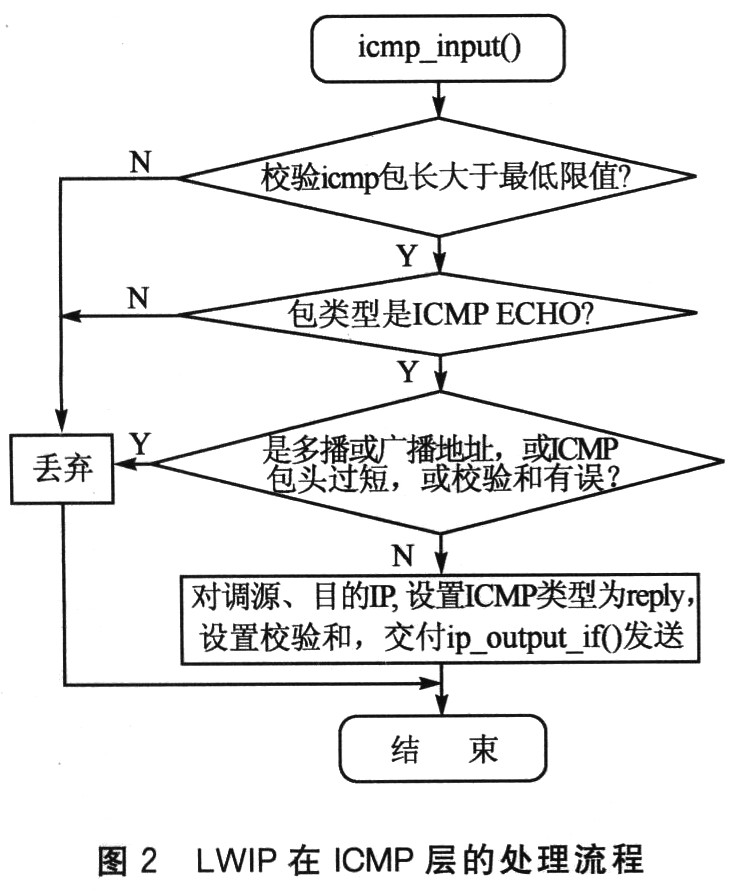 icmp_input()
校验icmp包长大于最低限值?
N
Y
包类型是ICMP ECHO?
N
Y
是多播或广播地址，或ICMP
包头过短，或校验和有误?
Y
丢弃
N
对调源、目的IP, 设置ICMP类型为reply，
设置校验和，交付ip_output_if()发送
结 束
图 2 LWIP 在 ICMP 层的处理流程